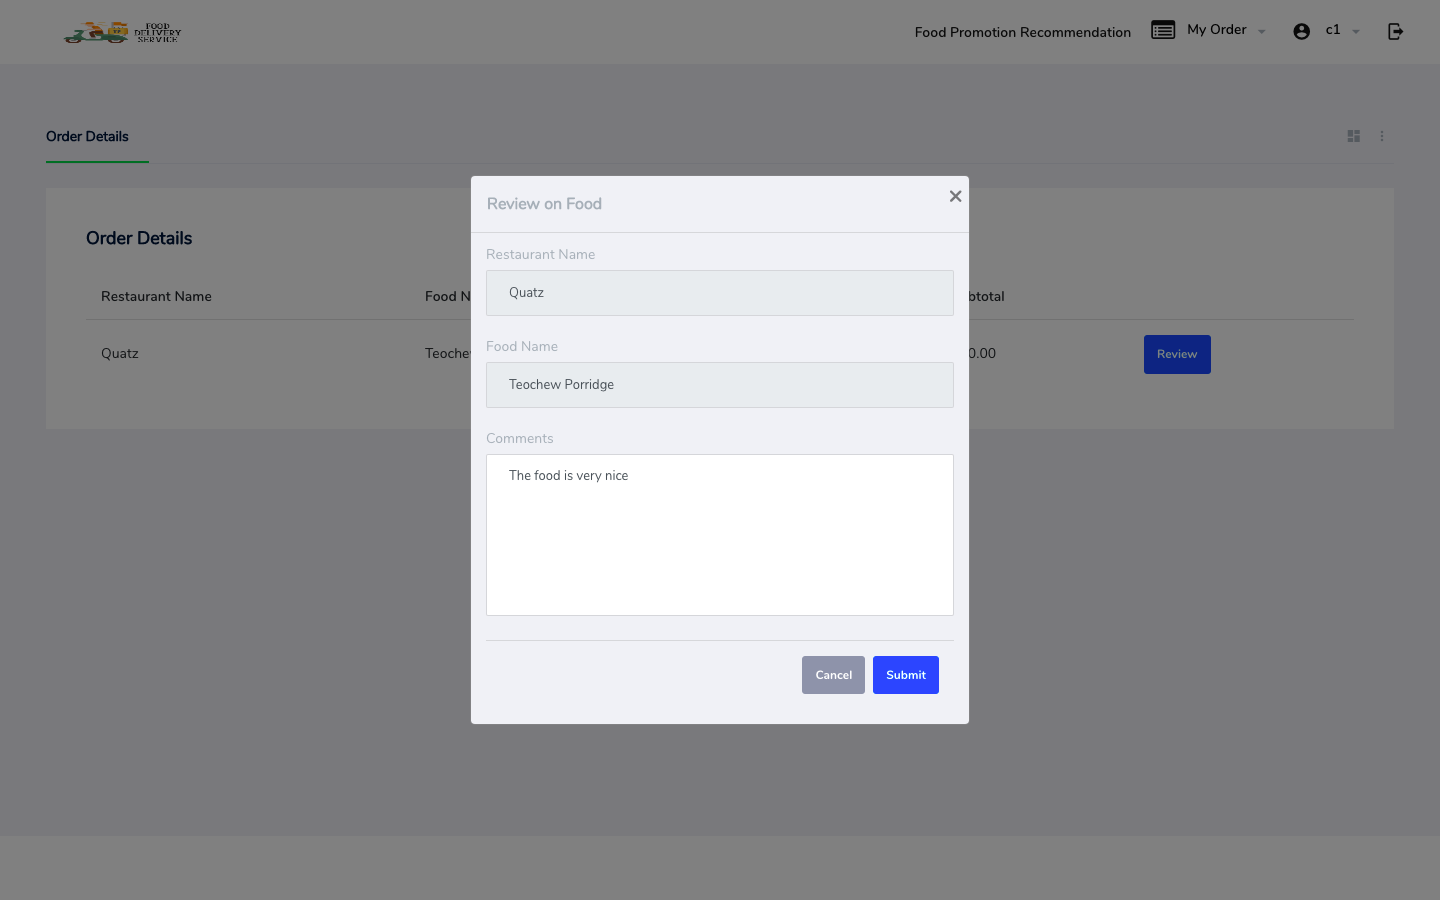 FOOD
DELIVERY
SERVICE
Food Promotion Recommendation
My Order
c1
Order Details
Order Details
Restaurant Name
Food N
btotal
Quatz
Teoche
0.00
Review
Review on Food
×
Restaurant Name
Quatz
Food Name
Teochew Porridge
Comments
The food is very nice
Cancel
Submit